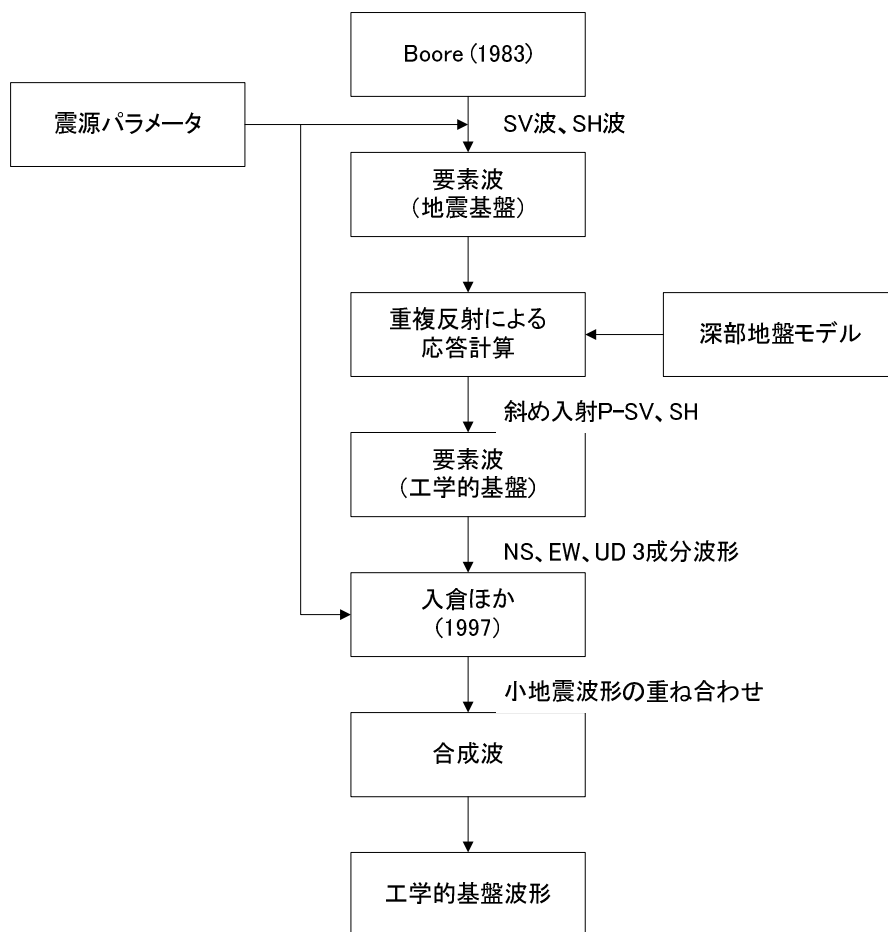 Boore (1983)
震源パラメータ
SV波、SH波
要素波
(地震基盤)
重複反射による
応答計算
深部地盤モデル
斜め入射P-SV、SH
要素波
(工学的基盤)
NS、EW、UD 3成分波形
入倉ほか
(1997)
小地震波形の重ね合わせ
合成波
工学的基盤波形